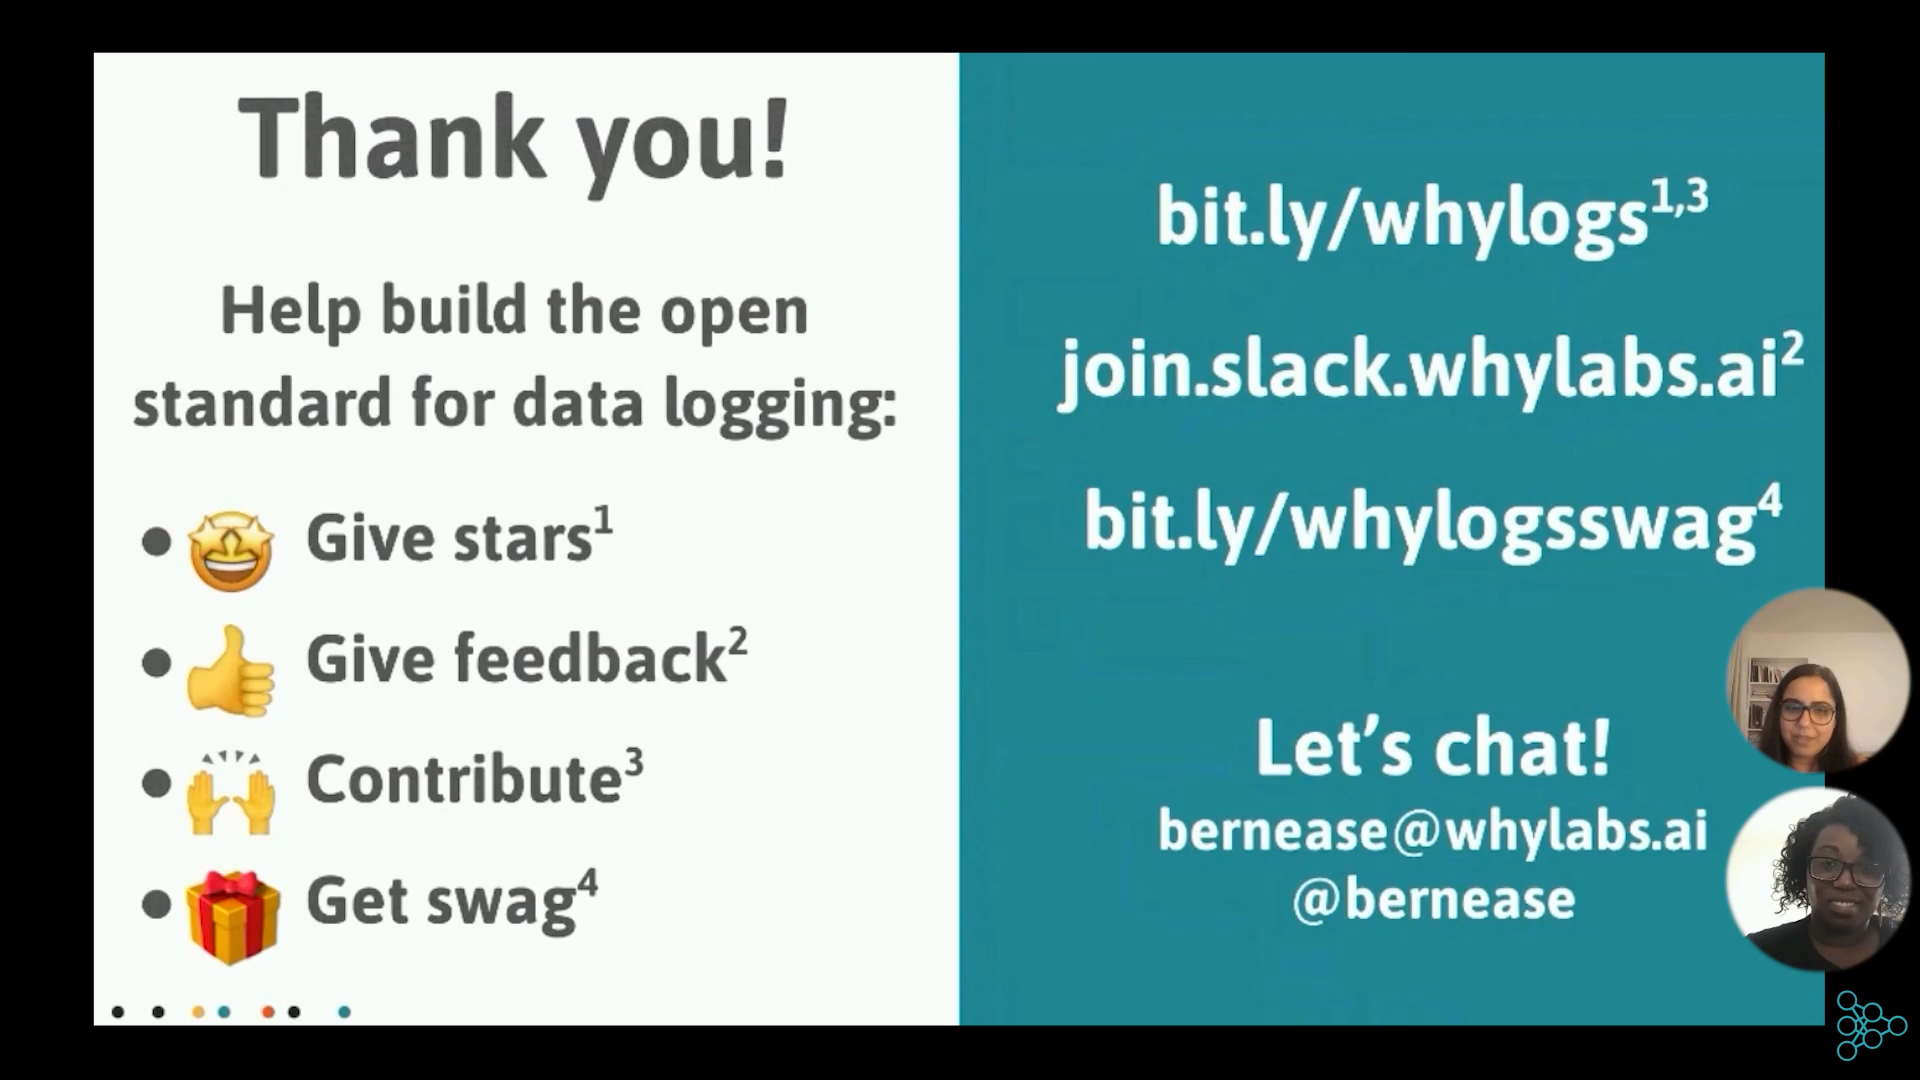 Thank you!
Help build the open
standard for data logging:
• 🤩 Give stars¹
• 👍 Give feedback²
• 🙌 Contribute³
• 🎁 Get swag⁴
bit.ly/whylogs¹,³
join.slack.whylabs.ai²
bit.ly/whylogsswag⁴
Let’s chat!
bernease@whylabs.ai
@bernease